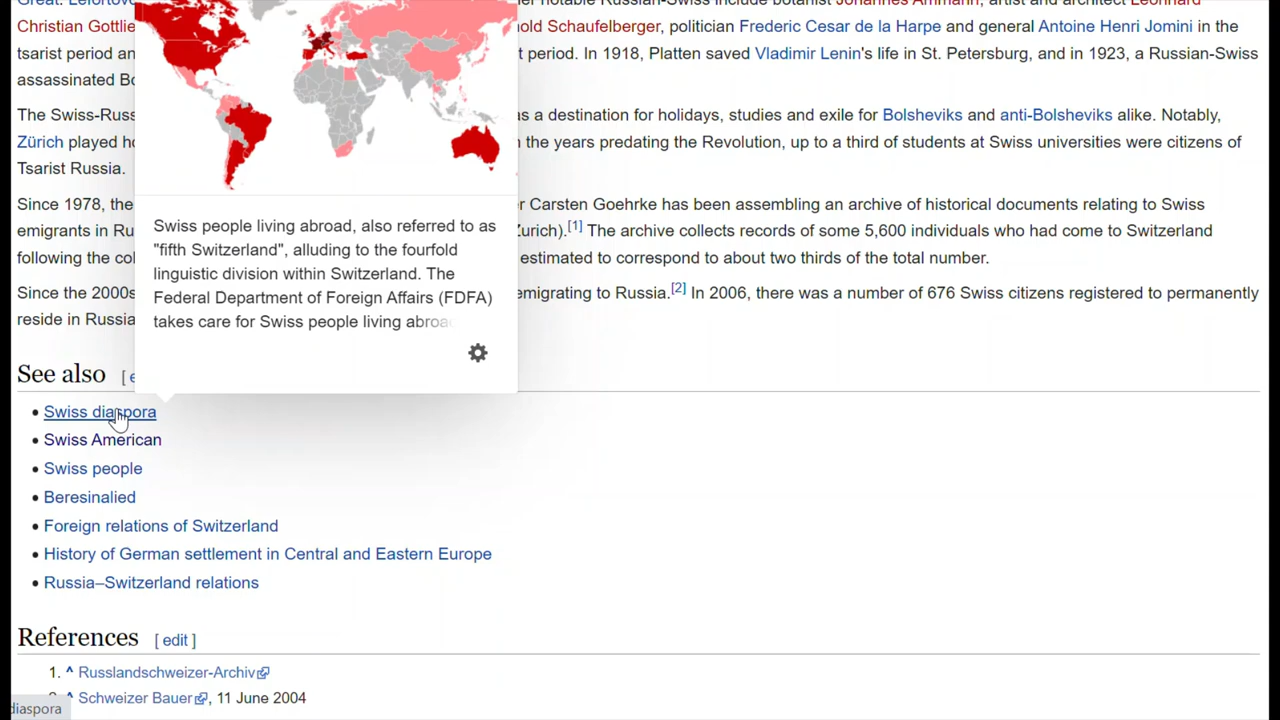 Great. Lefortovo notable Russian-Swiss include botanist Johannes Ammann, artist and architect Leonhard
Christian Gottlie old Schaufelberger, politician Frederic Cesar de la Harpe and general Antoine Henri Jomini in the
tsarist period an t period. In 1918, Platten saved Vladimir Lenin's life in St. Petersburg, and in 1923, a Russian-Swiss
assassinated Bo
The Swiss-Russ as a destination for holidays, studies and exile for Bolsheviks and anti-Bolsheviks alike. Notably,
Zürich played ho n the years predating the Revolution, up to a third of students at Swiss universities were citizens of
Tsarist Russia.
Since 1978, the r Carsten Goehrke has been assembling an archive of historical documents relating to Swiss
emigrants in Ru Zurich).[1] The archive collects records of some 5,600 individuals who had come to Switzerland
following the col estimated to correspond to about two thirds of the total number.
Since the 2000s emigrating to Russia.[2] In 2006, there was a number of 676 Swiss citizens registered to permanently
reside in Russia
Swiss people living abroad, also referred to as
"fifth Switzerland", alluding to the fourfold
linguistic division within Switzerland. The
Federal Department of Foreign Affairs (FDFA)
takes care for Swiss people living abroa
See also [ e
• Swiss diaspora
• Swiss American
• Swiss people
• Beresinalied
• Foreign relations of Switzerland
• History of German settlement in Central and Eastern Europe
• Russia–Switzerland relations
References [ edit ]
1. ^ Russlandschweizer-Archiv
2. ^ Schweizer Bauer, 11 June 2004
diaspora